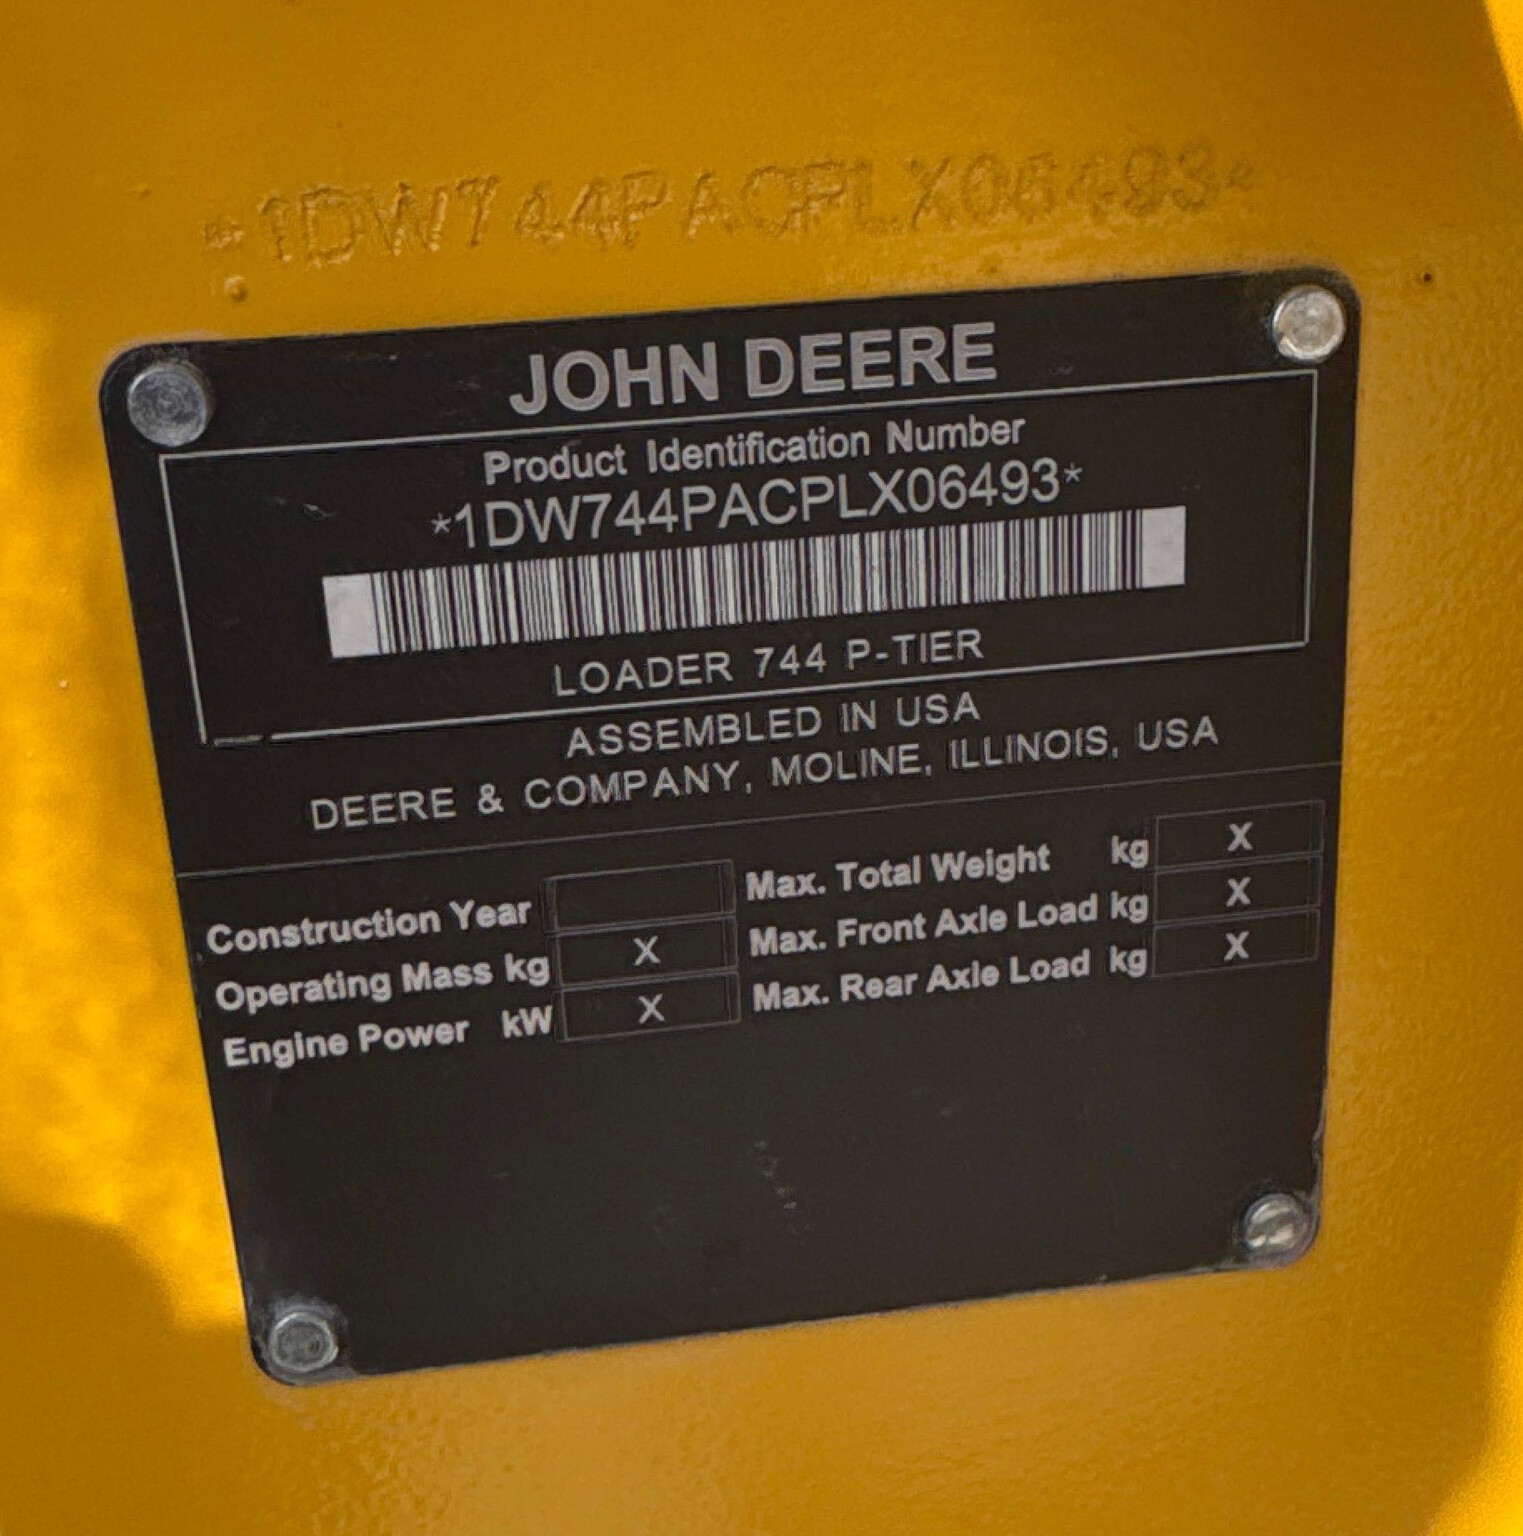 *1DW744PACPLX06493*
JOHN DEERE
Product Identification Number
*1DW744PACPLX06493*
LOADER 744 P-TIER
ASSEMBLED IN USA
DEERE & COMPANY, MOLINE, ILLINOIS, USA
Construction Year
Operating Mass kg X
Engine Power kW X
Max. Total Weight kg X
Max. Front Axle Load kg X
Max. Rear Axle Load kg X